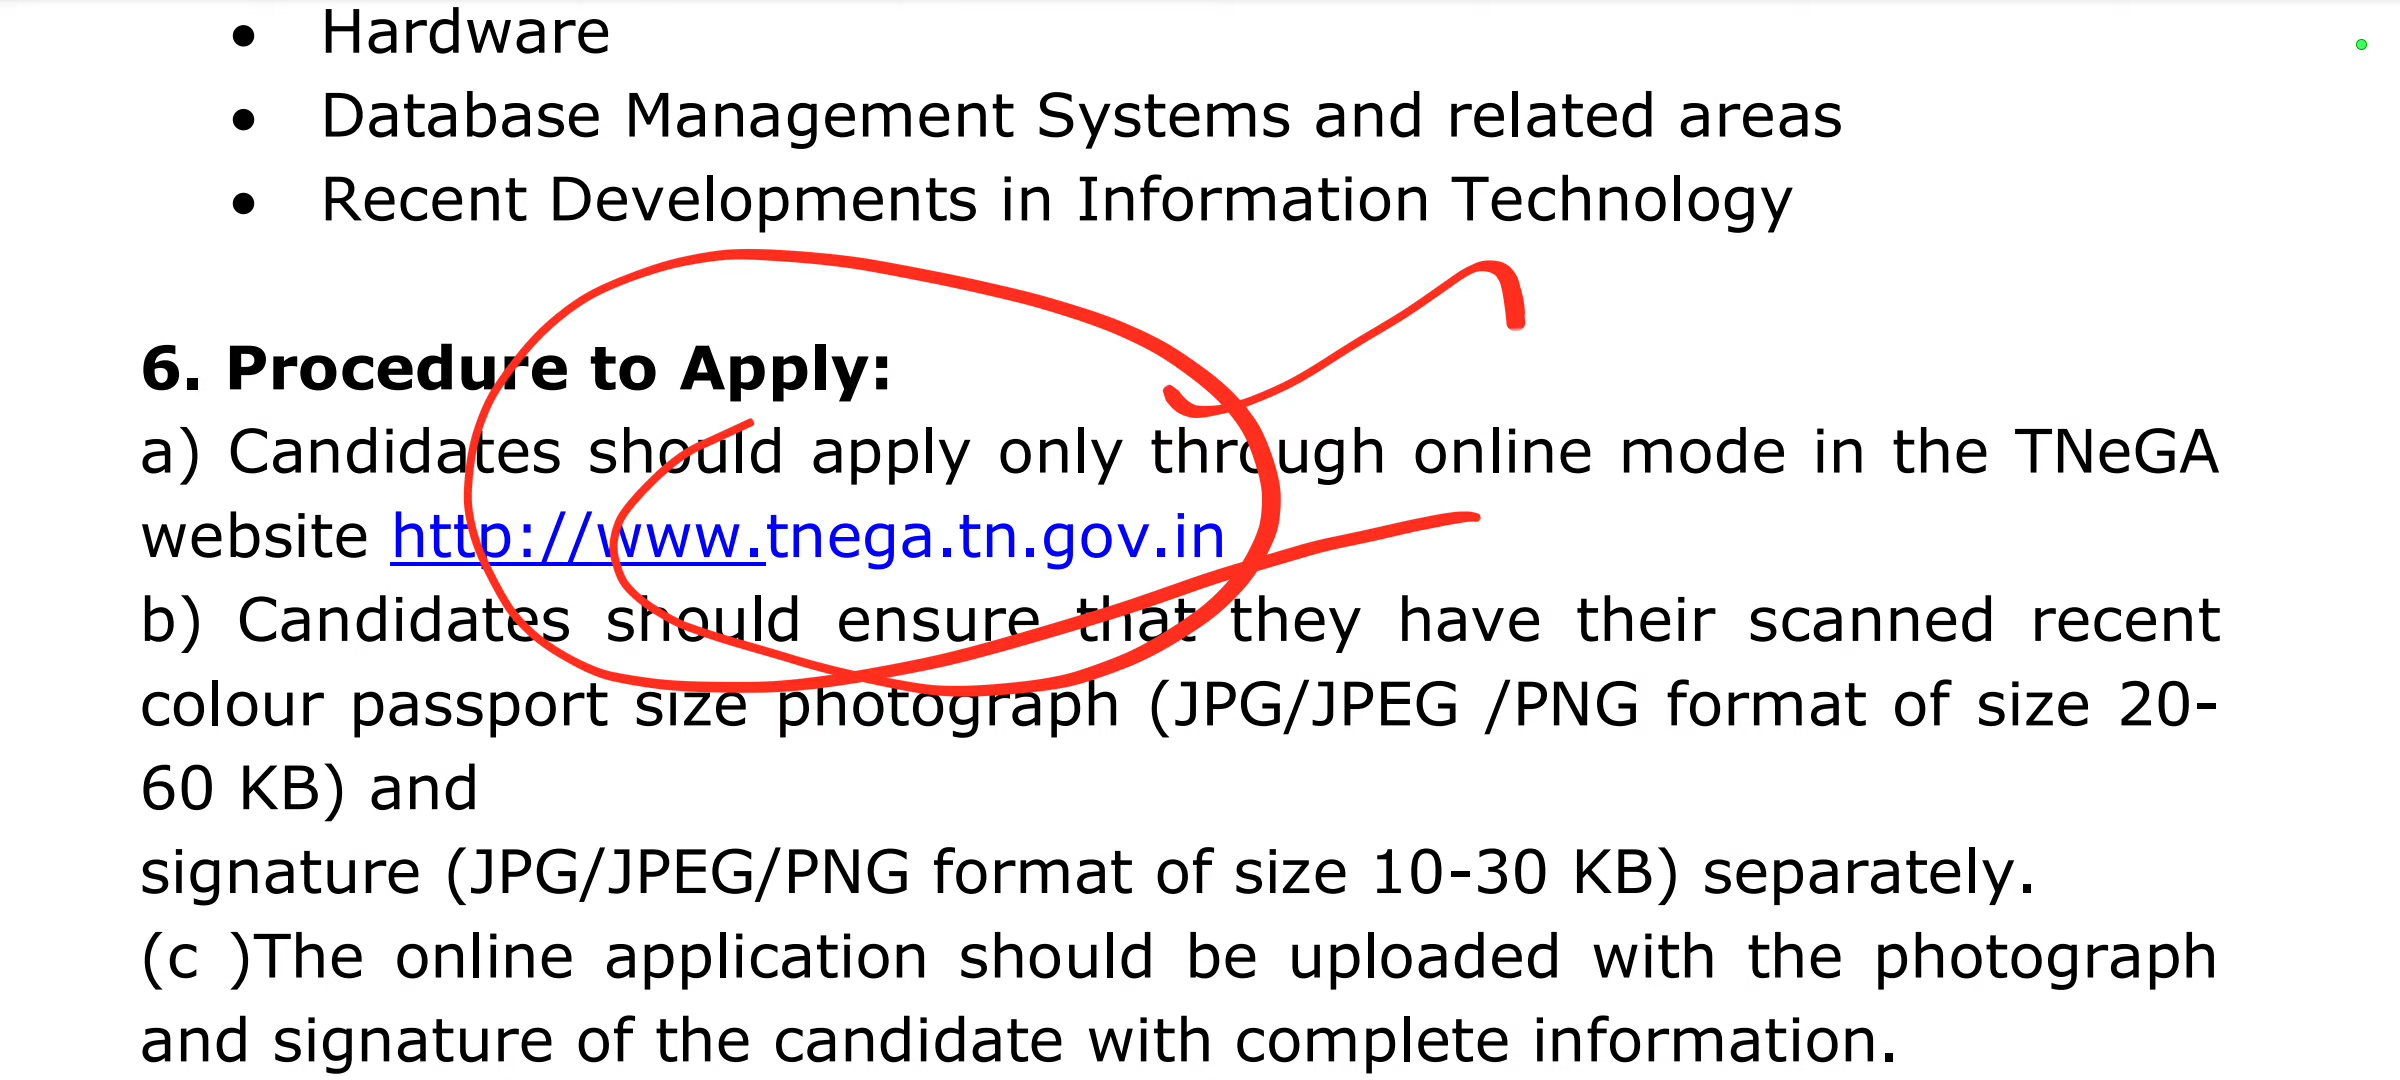 • Hardware
• Database Management Systems and related areas
• Recent Developments in Information Technology
6. Procedure to Apply:
a) Candidates should apply only through online mode in the TNeGA
website http://www.tnega.tn.gov.in
b) Candidates should ensure that they have their scanned recent
colour passport size photograph (JPG/JPEG /PNG format of size 20-
60 KB) and
signature (JPG/JPEG/PNG format of size 10-30 KB) separately.
(c )The online application should be uploaded with the photograph
and signature of the candidate with complete information.